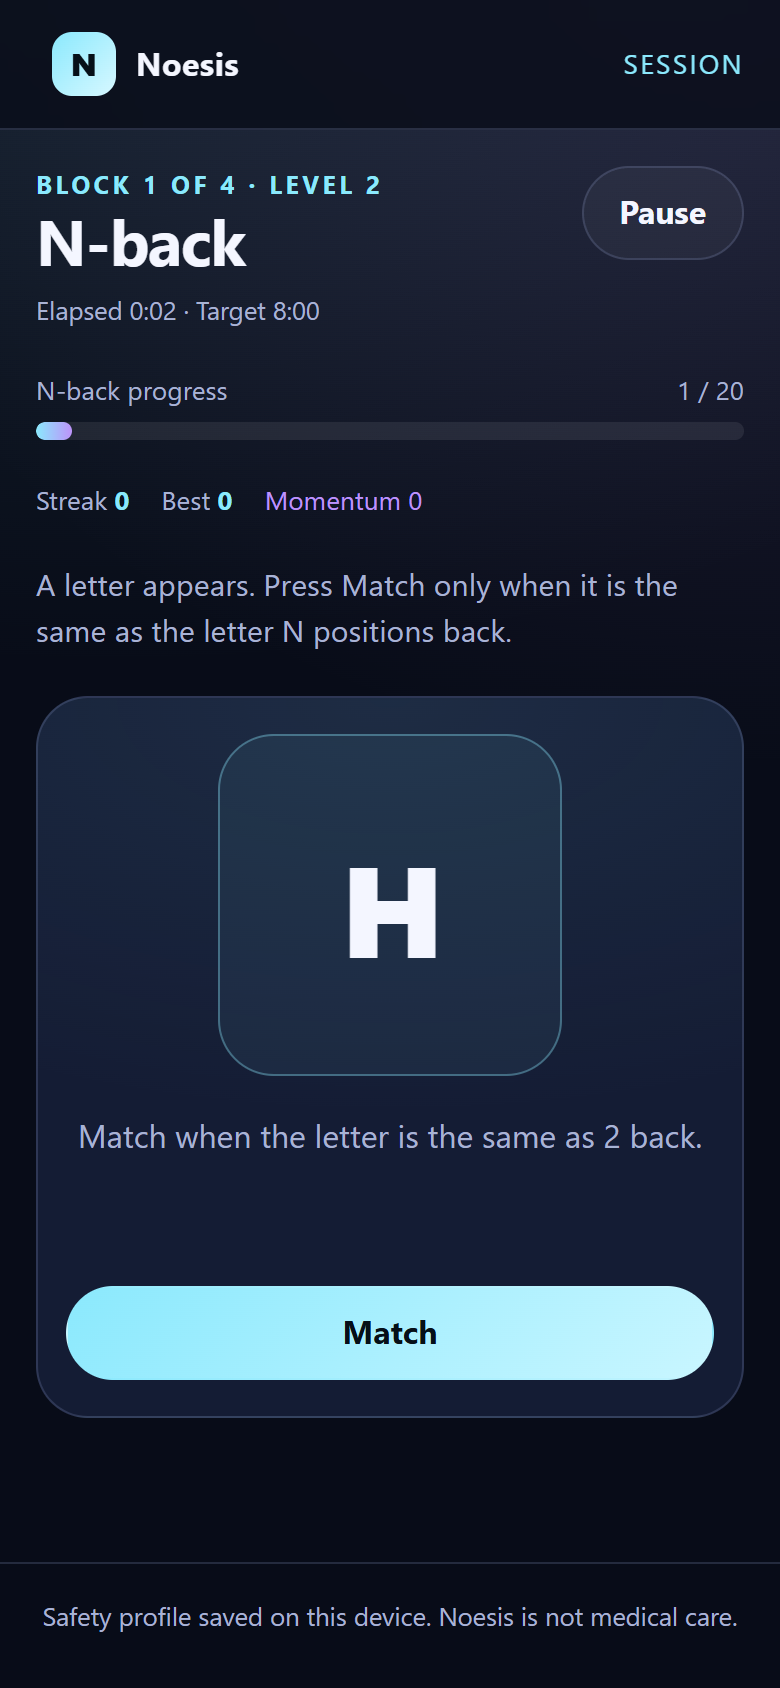 N Noesis SESSION
BLOCK 1 OF 4 · LEVEL 2
N-back
Pause
Elapsed 0:02 · Target 8:00
N-back progress 1 / 20
Streak 0 Best 0 Momentum 0
A letter appears. Press Match only when it is the
same as the letter N positions back.
H
Match when the letter is the same as 2 back.
Match
Safety profile saved on this device. Noesis is not medical care.